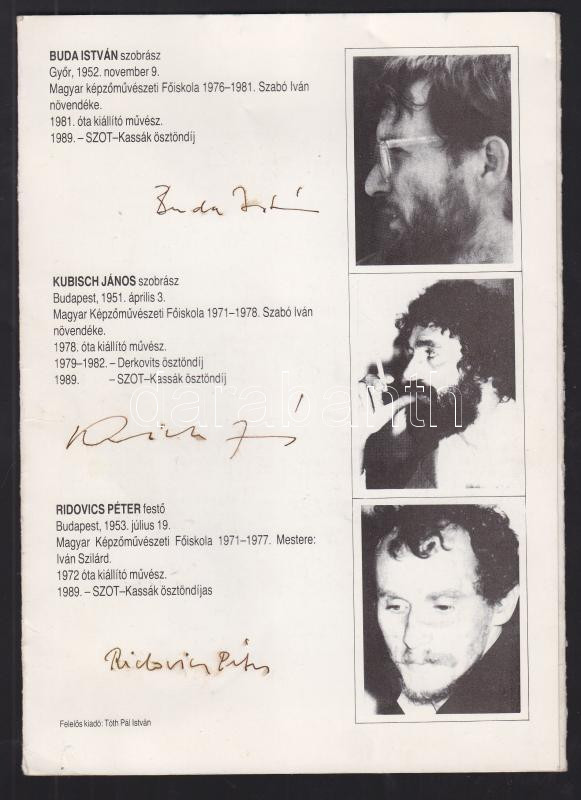 BUDA ISTVÁN szobrász
Győr, 1952. november 9.
Magyar képzőművészeti Főiskola 1976–1981. Szabó Iván
növendéke.
1981. óta kiállító művész.
1989. – SZOT–Kassák ösztöndíj
Buda István
KUBISCH JÁNOS szobrász
Budapest, 1951. április 3.
Magyar Képzőművészeti Főiskola 1971–1978. Szabó Iván
növendéke.
1978. óta kiállító művész.
1979–1982. – Derkovits ösztöndíj
1989. – SZOT–Kassák ösztöndíj
darabanth
RIDOVICS PÉTER festő
Budapest, 1953. július 19.
Magyar Képzőművészeti Főiskola 1971–1977. Mestere:
Iván Szilárd.
1972 óta kiállító művész.
1989. – SZOT–Kassák ösztöndíjas
Ridovics Péter
Felelős kiadó: Tóth Pál István